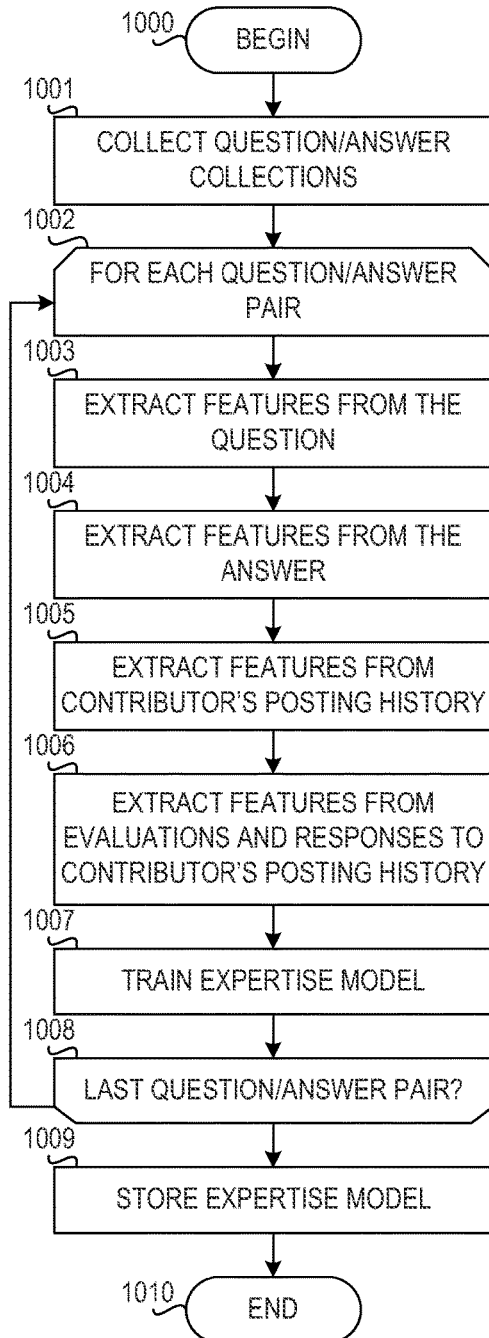 1000
BEGIN
1001
COLLECT QUESTION/ANSWER
COLLECTIONS
1002
FOR EACH QUESTION/ANSWER
PAIR
1003
EXTRACT FEATURES FROM THE
QUESTION
1004
EXTRACT FEATURES FROM THE
ANSWER
1005
EXTRACT FEATURES FROM
CONTRIBUTOR'S POSTING HISTORY
1006
EXTRACT FEATURES FROM
EVALUATIONS AND RESPONSES TO
CONTRIBUTOR'S POSTING HISTORY
1007
TRAIN EXPERTISE MODEL
1008
LAST QUESTION/ANSWER PAIR?
1009
STORE EXPERTISE MODEL
1010
END